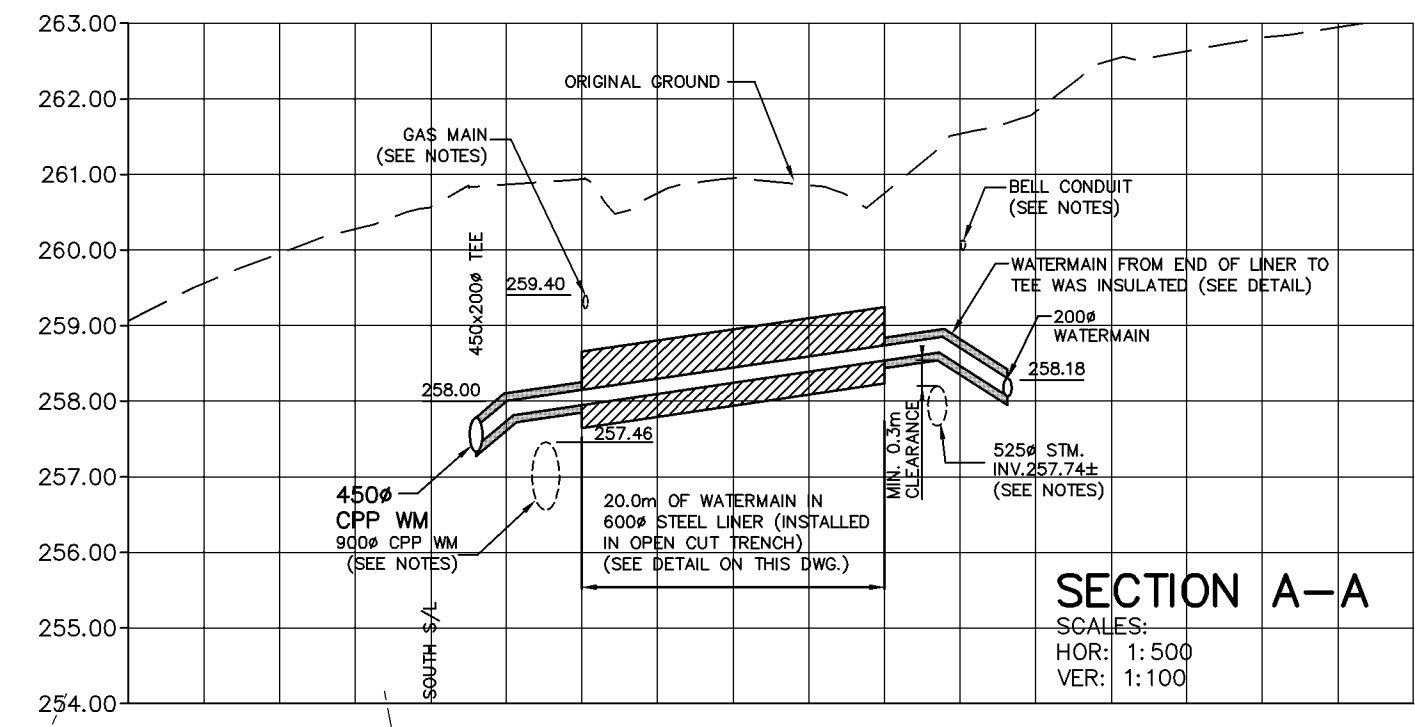 263.00
262.00
261.00
260.00
259.00
258.00
257.00
256.00
255.00
254.00
ORIGINAL GROUND
GAS MAIN
(SEE NOTES)
BELL CONDUIT
(SEE NOTES)
450x200ø TEE
259.40
WATERMAIN FROM END OF LINER TO
TEE WAS INSULATED (SEE DETAIL)
200ø
WATERMAIN
258.00
258.18
257.46
MIN. 0.3m
CLEARANCE
525ø STM.
INV.257.74±
(SEE NOTES)
450ø
CPP WM
900ø CPP WM
(SEE NOTES)
20.0m OF WATERMAIN IN
600ø STEEL LINER (INSTALLED
IN OPEN CUT TRENCH)
(SEE DETAIL ON THIS DWG.)
SOUTH S/L
SECTION A-A
SCALES:
HOR: 1:500
VER: 1:100